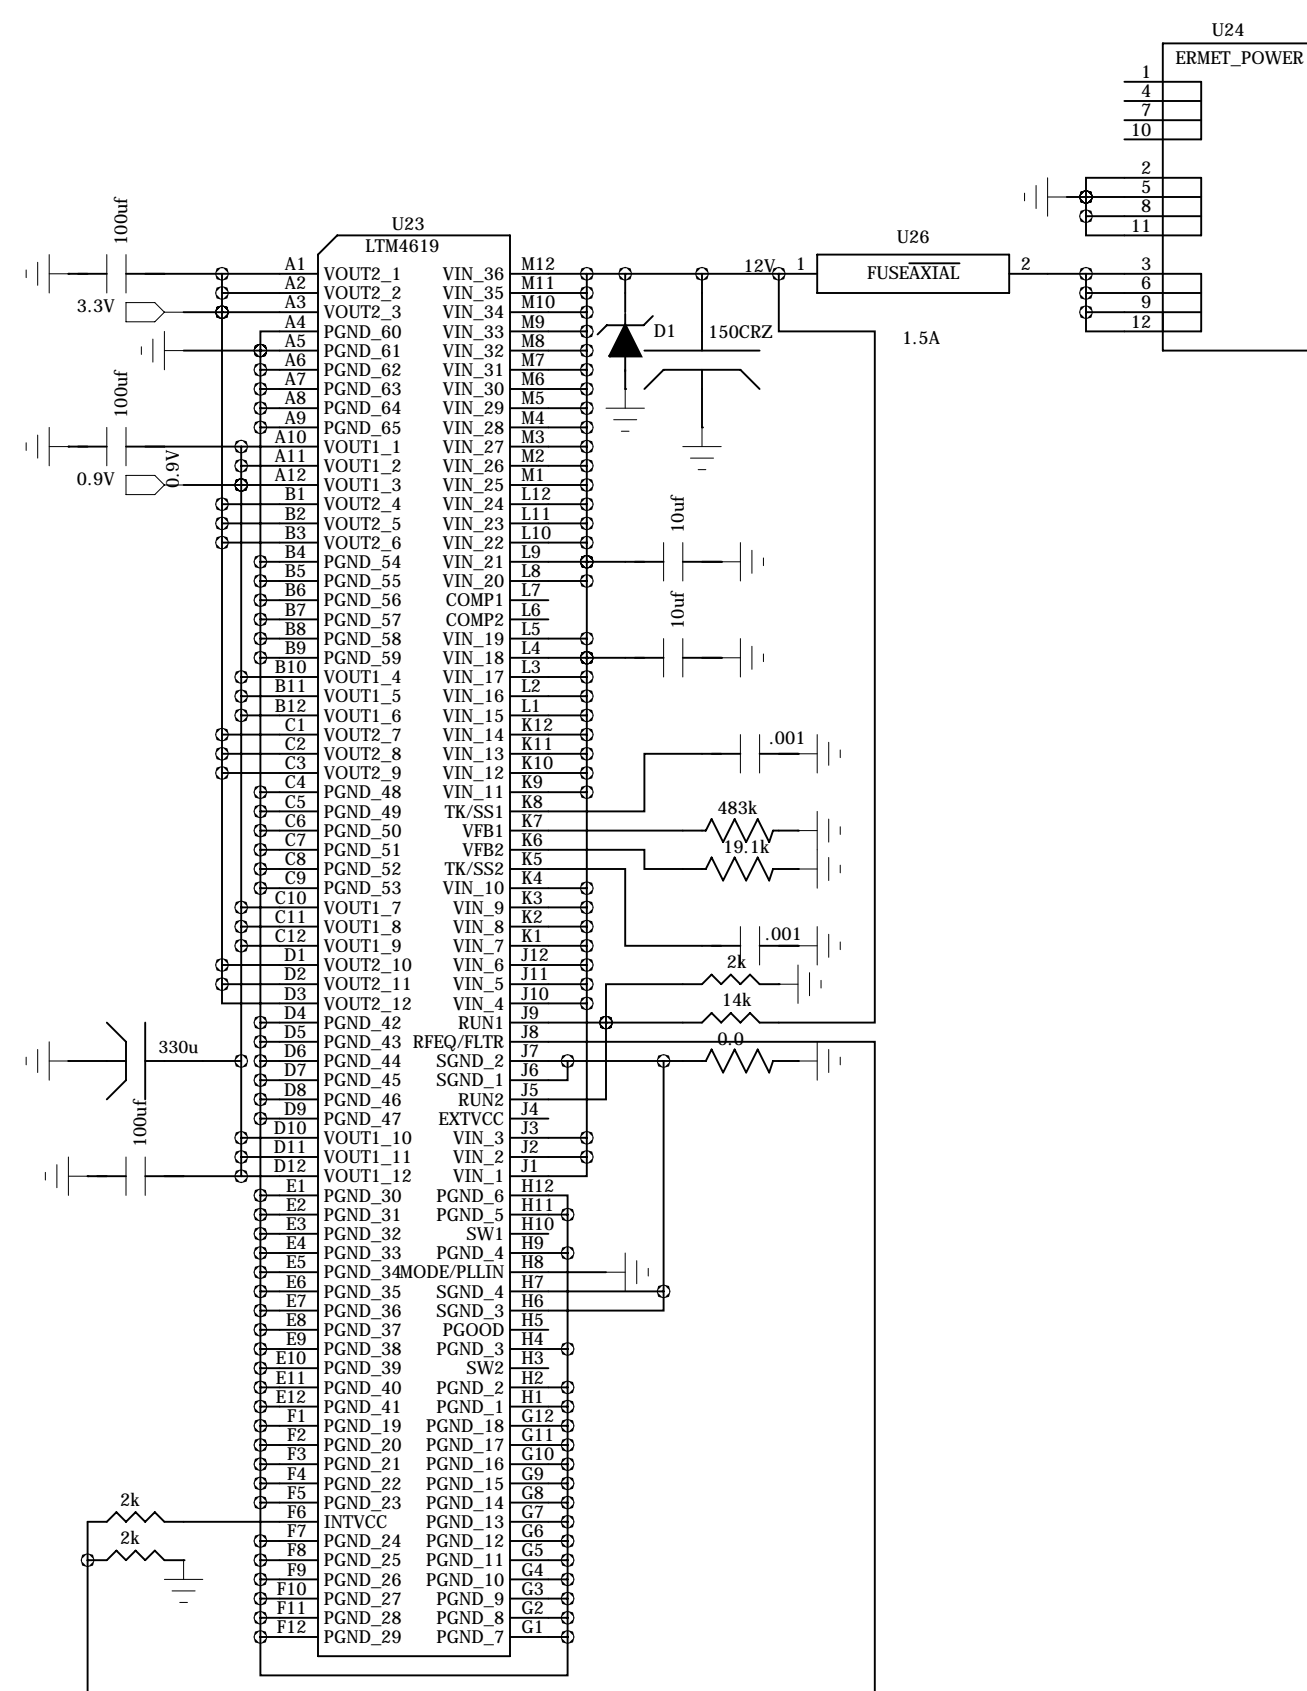 U24
ERMET_POWER
1
4
7
10
2
5
8
11
3
6
9
12
U26
FUSEAXIAL
1
2
12V
1.5A
D1
150CRZ
U23
LTM4619
100uf
3.3V
100uf
0.9V
0.9V
330u
100uf
2k
2k
10uf
10uf
.001
483k
19.1k
.001
2k
14k
0.0
A1 VOUT2_1 VIN_36 M12
A2 VOUT2_2 VIN_35 M11
A3 VOUT2_3 VIN_34 M10
A4 PGND_60 VIN_33 M9
A5 PGND_61 VIN_32 M8
A6 PGND_62 VIN_31 M7
A7 PGND_63 VIN_30 M6
A8 PGND_64 VIN_29 M5
A9 PGND_65 VIN_28 M4
A10 VOUT1_1 VIN_27 M3
A11 VOUT1_2 VIN_26 M2
A12 VOUT1_3 VIN_25 M1
B1 VOUT2_4 VIN_24 L12
B2 VOUT2_5 VIN_23 L11
B3 VOUT2_6 VIN_22 L10
B4 PGND_54 VIN_21 L9
B5 PGND_55 VIN_20 L8
B6 PGND_56 COMP1 L7
B7 PGND_57 COMP2 L6
B8 PGND_58 VIN_19 L5
B9 PGND_59 VIN_18 L4
B10 VOUT1_4 VIN_17 L3
B11 VOUT1_5 VIN_16 L2
B12 VOUT1_6 VIN_15 L1
C1 VOUT2_7 VIN_14 K12
C2 VOUT2_8 VIN_13 K11
C3 VOUT2_9 VIN_12 K10
C4 PGND_48 VIN_11 K9
C5 PGND_49 TK/SS1 K8
C6 PGND_50 VFB1 K7
C7 PGND_51 VFB2 K6
C8 PGND_52 TK/SS2 K5
C9 PGND_53 VIN_10 K4
C10 VOUT1_7 VIN_9 K3
C11 VOUT1_8 VIN_8 K2
C12 VOUT1_9 VIN_7 K1
D1 VOUT2_10 VIN_6 J12
D2 VOUT2_11 VIN_5 J11
D3 VOUT2_12 VIN_4 J10
D4 PGND_42 RUN1 J9
D5 PGND_43 RFEQ/FLTR J8
D6 PGND_44 SGND_2 J7
D7 PGND_45 SGND_1 J6
D8 PGND_46 RUN2 J5
D9 PGND_47 EXTVCC J4
D10 VOUT1_10 VIN_3 J3
D11 VOUT1_11 VIN_2 J2
D12 VOUT1_12 VIN_1 J1
E1 PGND_30 PGND_6 H12
E2 PGND_31 PGND_5 H11
E3 PGND_32 SW1 H10
E4 PGND_33 PGND_4 H9
E5 PGND_34 MODE/PLLIN H8
E6 PGND_35 SGND_4 H7
E7 PGND_36 SGND_3 H6
E8 PGND_37 PGOOD H5
E9 PGND_38 PGND_3 H4
E10 PGND_39 SW2 H3
E11 PGND_40 PGND_2 H2
E12 PGND_41 PGND_1 H1
F1 PGND_19 PGND_18 G12
F2 PGND_20 PGND_17 G11
F3 PGND_21 PGND_16 G10
F4 PGND_22 PGND_15 G9
F5 PGND_23 PGND_14 G8
F6 INTVCC PGND_13 G7
F7 PGND_24 PGND_12 G6
F8 PGND_25 PGND_11 G5
F9 PGND_26 PGND_10 G4
F10 PGND_27 PGND_9 G3
F11 PGND_28 PGND_8 G2
F12 PGND_29 PGND_7 G1